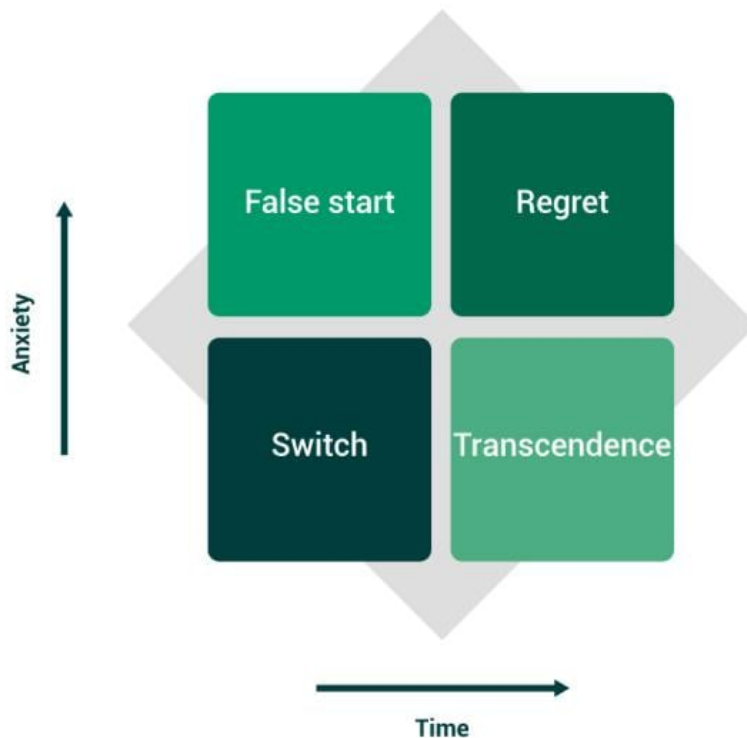 False start
Regret
Anxiety
Switch
Transcendence
Time